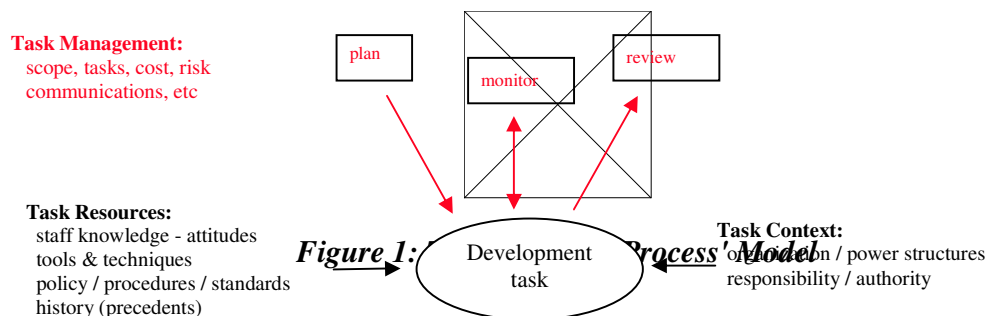 Task Management:
scope, tasks, cost, risk
communications, etc
plan
monitor
review
Task Resources:
staff knowledge - attitudes
tools & techniques
policy / procedures / standards
history (precedents)
Development
task
Figure 1: Process' Model
Task Context:
organization / power structures
responsibility / authority